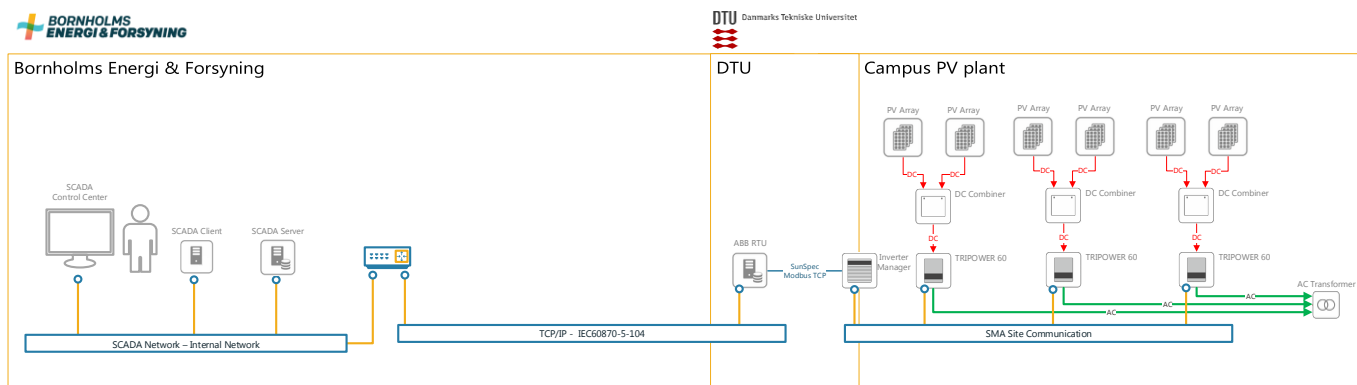 BORNHOLMS
ENERGI & FORSYNING
DTU Danmarks Tekniske Universitet
Bornholms Energi & Forsyning
DTU
Campus PV plant
PV Array
PV Array
PV Array
PV Array
PV Array
PV Array
DC
DC
DC
DC
DC
DC
SCADA
Control Center
DC Combiner
DC Combiner
DC Combiner
SCADA Client
SCADA Server
DC
DC
DC
ABB RTU
SunSpec
Modbus TCP
Inverter
Manager
TRIPOWER 60
TRIPOWER 60
TRIPOWER 60
AC Transformer
AC
AC
AC
TCP/IP - IEC60870-5-104
SMA Site Communication
SCADA Network – Internal Network